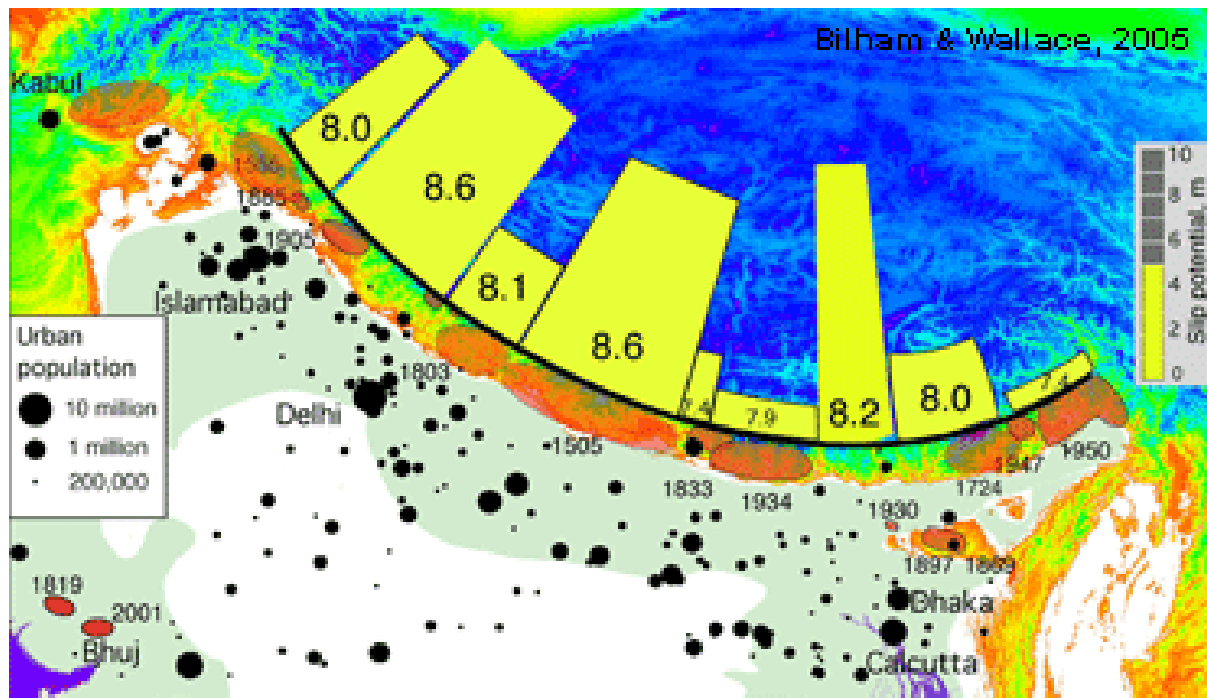 Bilham & Wallace, 2005
Kabul
8.0
8.6
8.1
8.6
7.9
8.2
8.0
10
8
6
4
2
0
Slip potential, m
1885
1905
Islamabad
Urban
population
10 million
1 million
200,000
1803
Delhi
1905
1833
1934
1930
1724
1947
1950
1897
1869
Dhaka
Calcutta
1819
2001
Bhuj